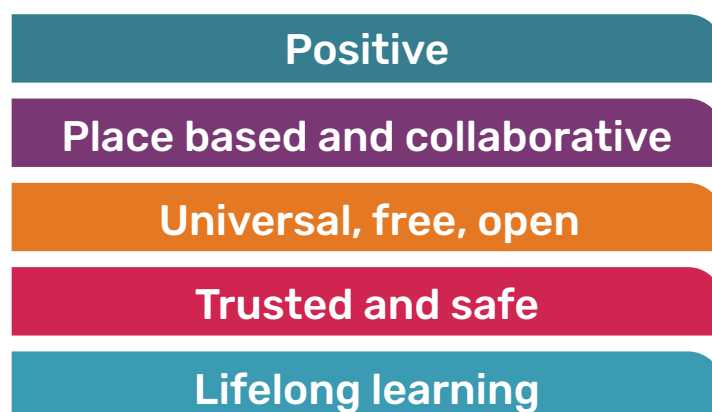 Positive
Place based and collaborative
Universal, free, open
Trusted and safe
Lifelong learning